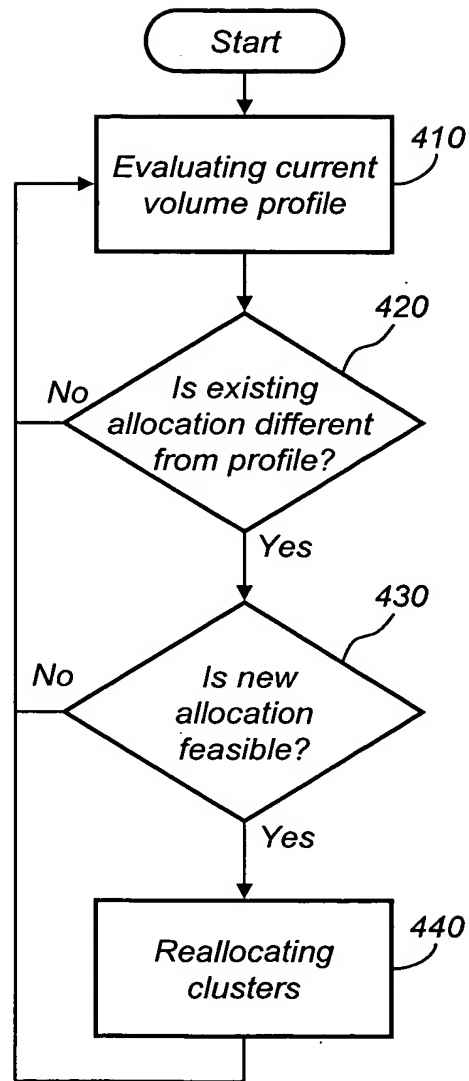 Start
410
Evaluating current
volume profile
420
No
Is existing
allocation different
from profile?
Yes
430
No
Is new
allocation
feasible?
Yes
440
Reallocating
clusters